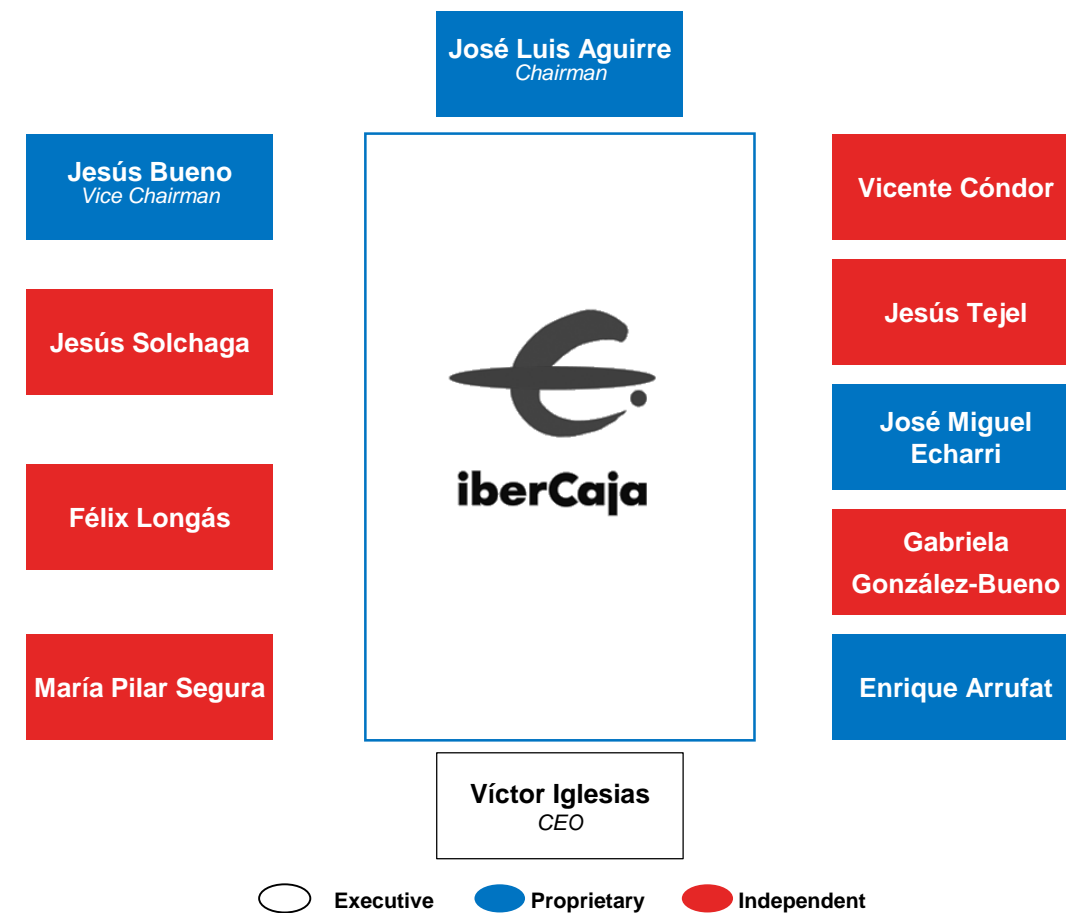 José Luis Aguirre
Chairman
Jesús Bueno
Vice Chairman
Jesús Solchaga
Félix Longás
María Pilar Segura
iberCaja
Vicente Cóndor
Jesús Tejel
José Miguel
Echarri
Gabriela
González-Bueno
Enrique Arrufat
Víctor Iglesias
CEO
Executive Proprietary Independent